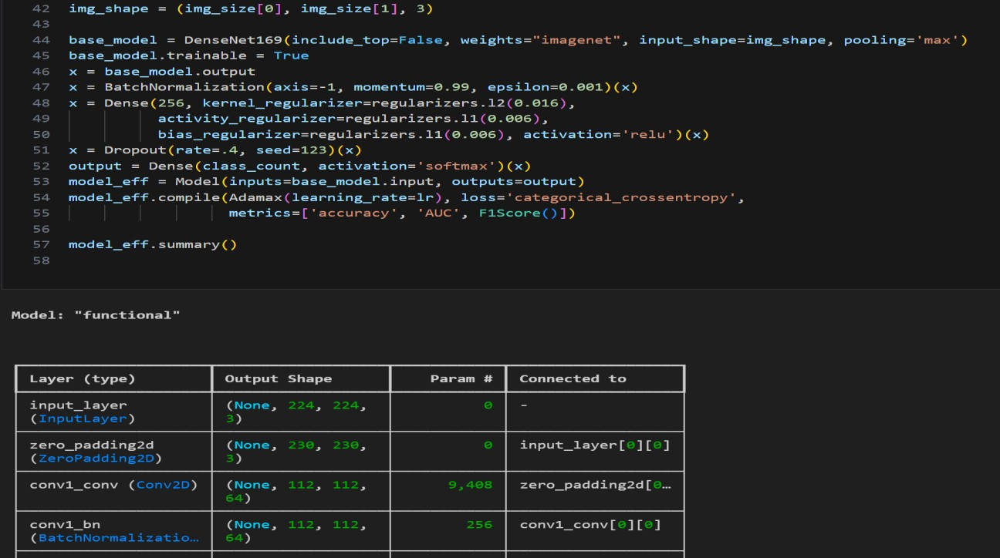 42 img_shape = (img_size[0], img_size[1], 3)
43
44 base_model = DenseNet169(include_top=False, weights="imagenet", input_shape=img_shape, pooling='max')
45 base_model.trainable = True
46 x = base_model.output
47 x = BatchNormalization(axis=-1, momentum=0.99, epsilon=0.001)(x)
48 x = Dense(256, kernel_regularizer=regularizers.l2(0.016),
49 activity_regularizer=regularizers.l1(0.006),
50 bias_regularizer=regularizers.l1(0.006), activation='relu')(x)
51 x = Dropout(rate=.4, seed=123)(x)
52 output = Dense(class_count, activation='softmax')(x)
53 model_eff = Model(inputs=base_model.input, outputs=output)
54 model_eff.compile(Adamax(learning_rate=lr), loss='categorical_crossentropy',
55 metrics=['accuracy', 'AUC', F1Score()])
56
57 model_eff.summary()
58
Model: "functional"
Layer (type) Output Shape Param # Connected to
input_layer (None, 224, 224, 0 -
(InputLayer) 3)
zero_padding2d (None, 230, 230, 0 input_layer[0][0]
(ZeroPadding2D) 3)
conv1_conv (Conv2D) (None, 112, 112, 9,408 zero_padding2d[0…
64)
conv1_bn (None, 112, 112, 256 conv1_conv[0][0]
(BatchNormalizatio… 64)